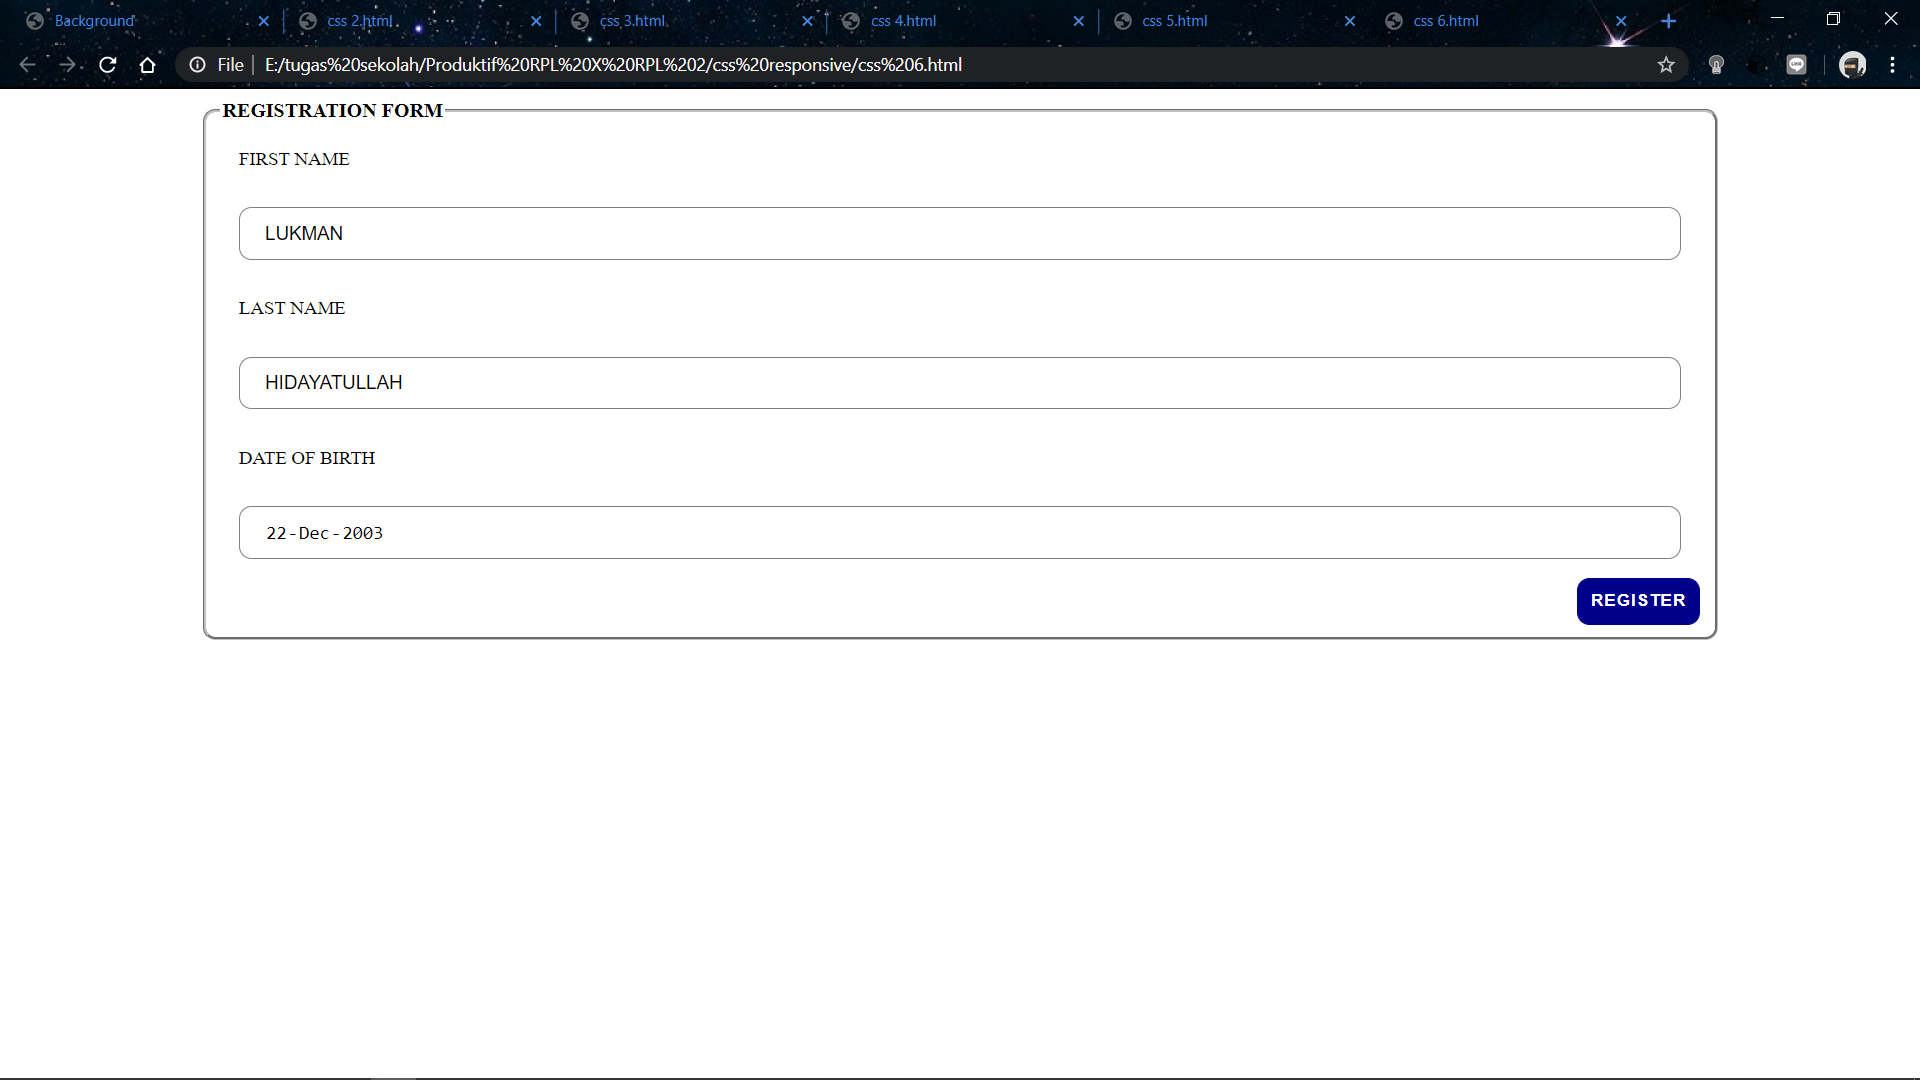 Background css 2.html css 3.html css 4.html css 5.html css 6.html
File E:/tugas%20sekolah/Produktif%20RPL%20X%20RPL%202/css%20responsive/css%206.html
REGISTRATION FORM
FIRST NAME
LUKMAN
LAST NAME
HIDAYATULLAH
DATE OF BIRTH
22-Dec-2003
REGISTER